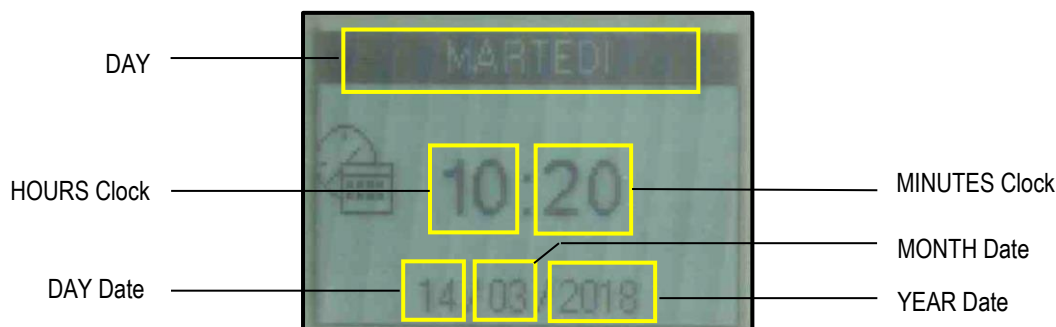 DAY
MARTEDI
HOURS Clock
10:20
MINUTES Clock
MONTH Date
DAY Date
14/03/2018
YEAR Date